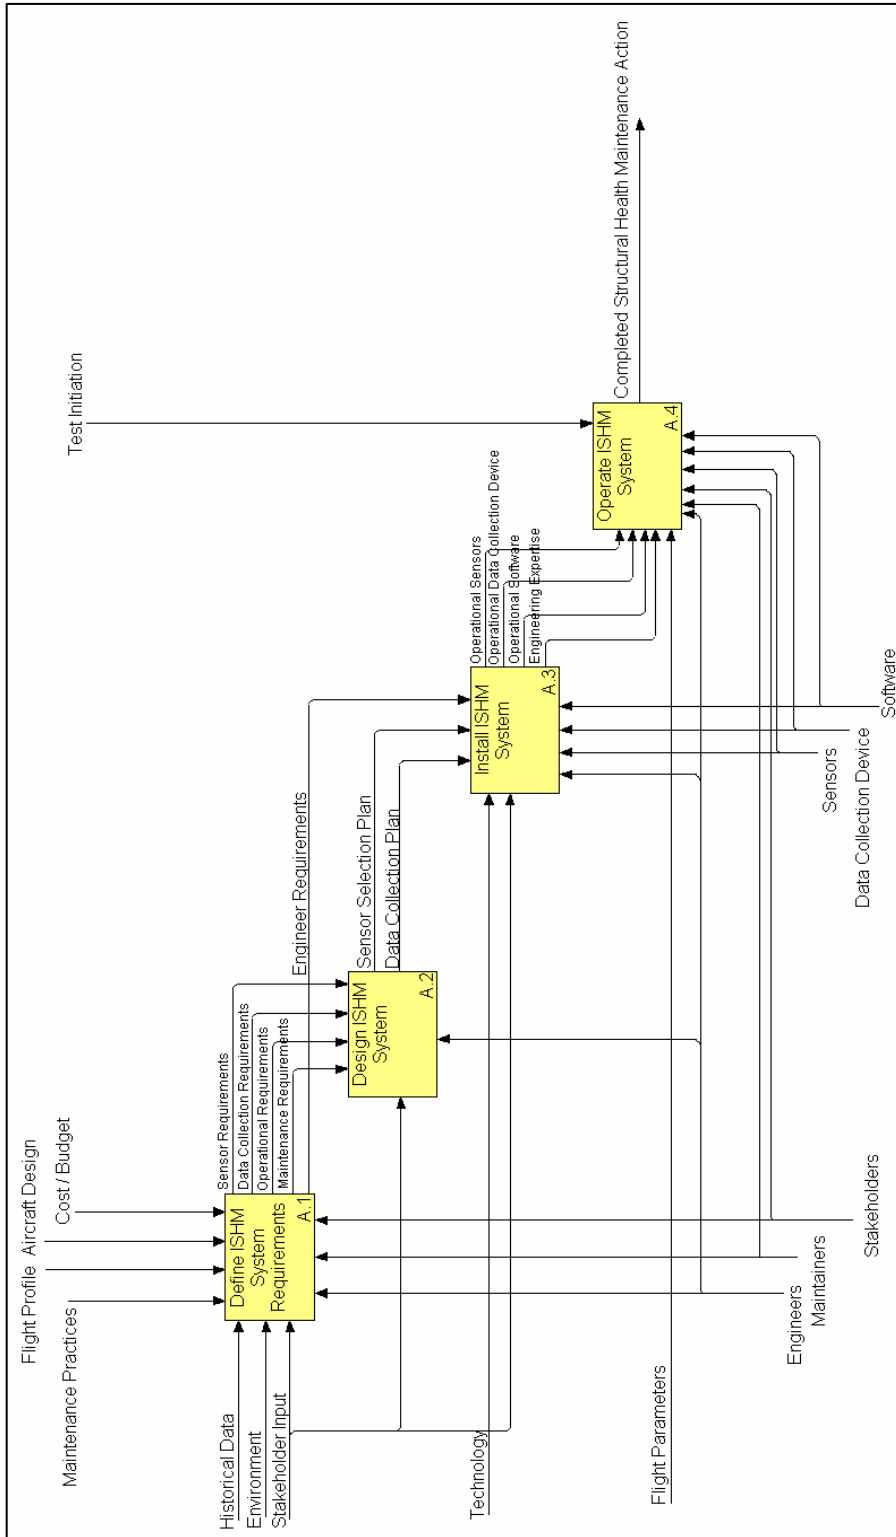 Maintenance Practices
Flight Profile
Aircraft Design
Cost / Budget
Test Initiation
Historical Data
Environment
Stakeholder Input
Define ISHM
System
Requirements
A.1
Sensor Requirements
Data Collection Requirements
Operational Requirements
Maintenance Requirements
Engineer Requirements
Design ISHM
System
A.2
Sensor Selection Plan
Data Collection Plan
Technology
Install ISHM
System
A.3
Operational Sensors
Operational Data Collection Device
Operational Software
Engineering Expertise
Flight Parameters
Operate ISHM
System
A.4
Completed Structural Health Maintenance Action
Engineers
Maintainers
Stakeholders
Sensors
Data Collection Device
Software